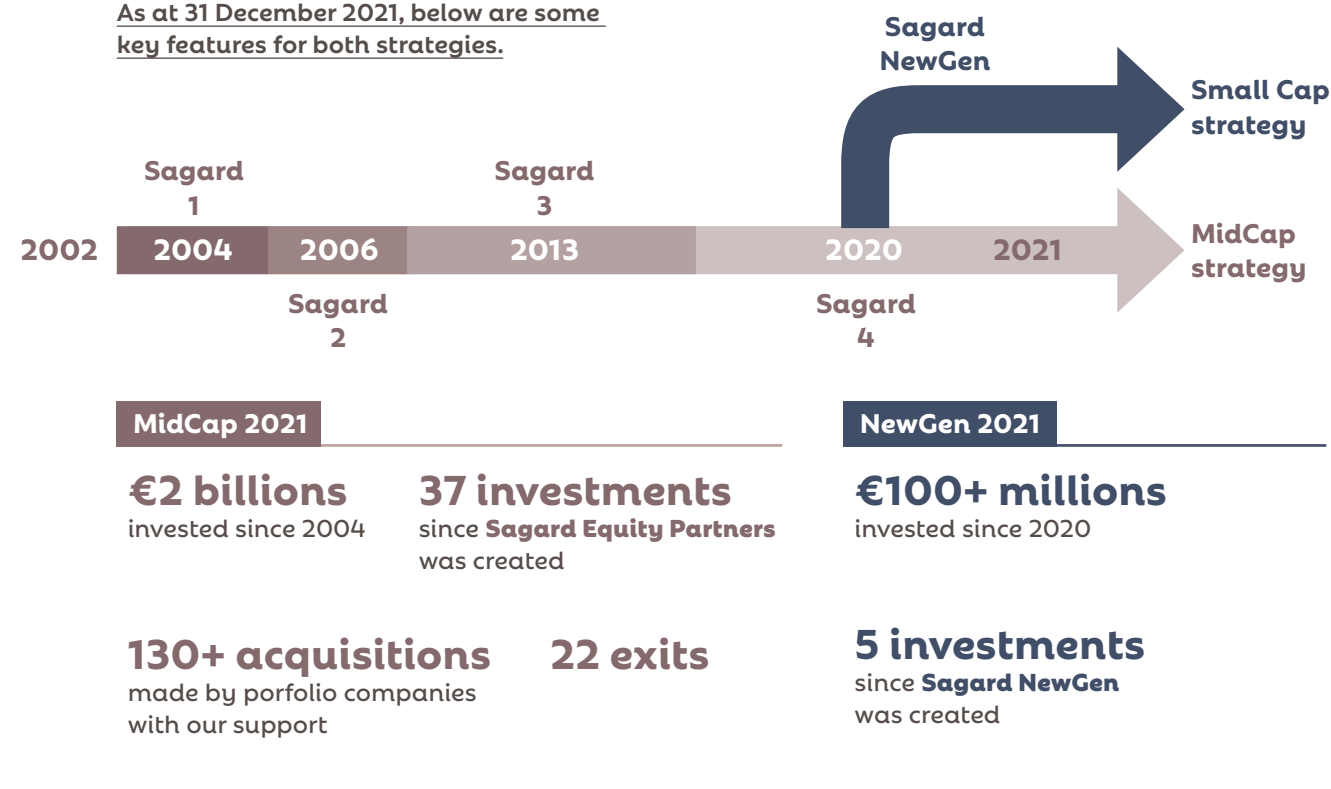 As at 31 December 2021, below are some
key features for both strategies.
Sagard
NewGen
Small Cap
strategy
Sagard
1
Sagard
3
2002
2004
2006
2013
2020
2021
MidCap
strategy
Sagard
2
Sagard
4
MidCap 2021
€2 billions
invested since 2004
37 investments
since Sagard Equity Partners
was created
130+ acquisitions
made by porfolio companies
with our support
22 exits
NewGen 2021
€100+ millions
invested since 2020
5 investments
since Sagard NewGen
was created